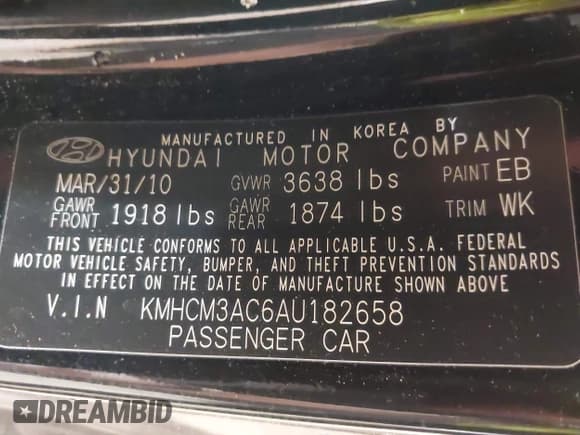 MANUFACTURED IN KOREA BY
HYUNDAI MOTOR COMPANY
MAR/31/10 GVWR 3638 lbs PAINT EB
GAWR FRONT 1918 lbs GAWR REAR 1874 lbs TRIM WK
THIS VEHICLE CONFORMS TO ALL APPLICABLE U.S.A. FEDERAL
MOTOR VEHICLE SAFETY, BUMPER, AND THEFT PREVENTION STANDARDS
IN EFFECT ON THE DATE OF MANUFACTURE SHOWN ABOVE
V.I.N KMHCM3AC6AU182658
PASSENGER CAR
DREAMBID